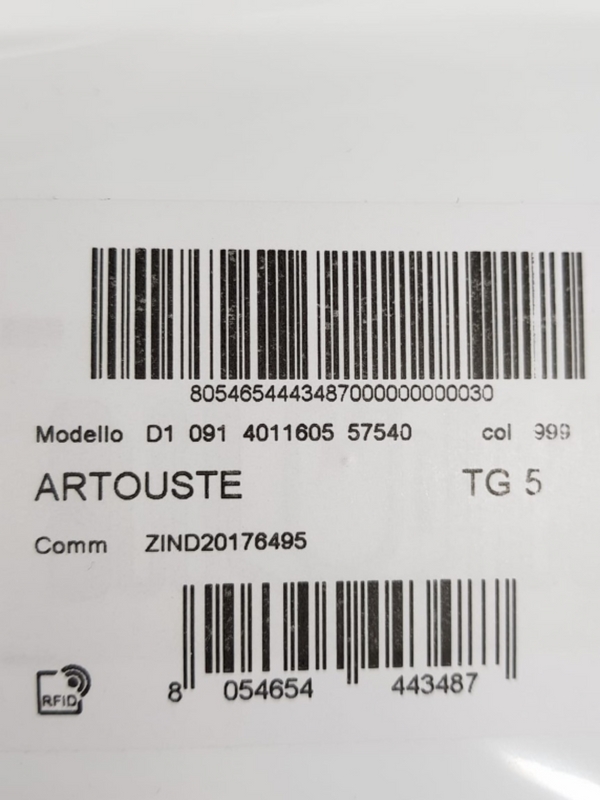 8054654443487000000000030
Modello D1 091 4011605 57540 col 999
ARTOUSTE TG 5
Comm ZIND20176495
RFID
8 054654 443487